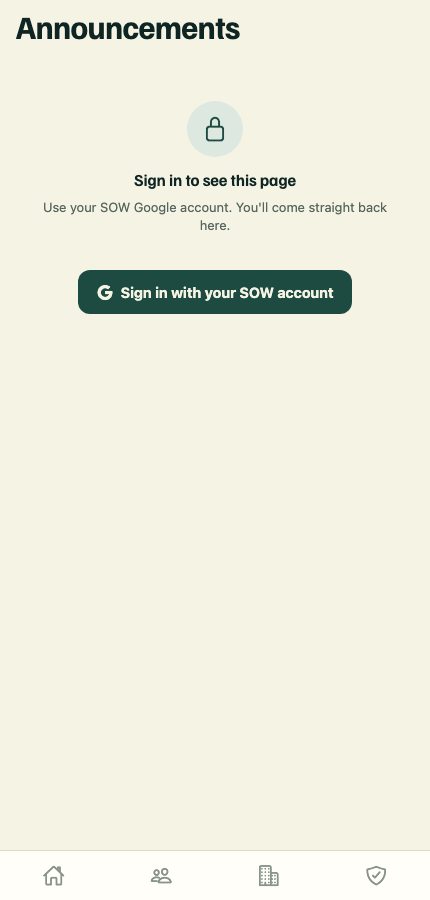 Announcements
Sign in to see this page
Use your SOW Google account. You'll come straight back
here.
Sign in with your SOW account